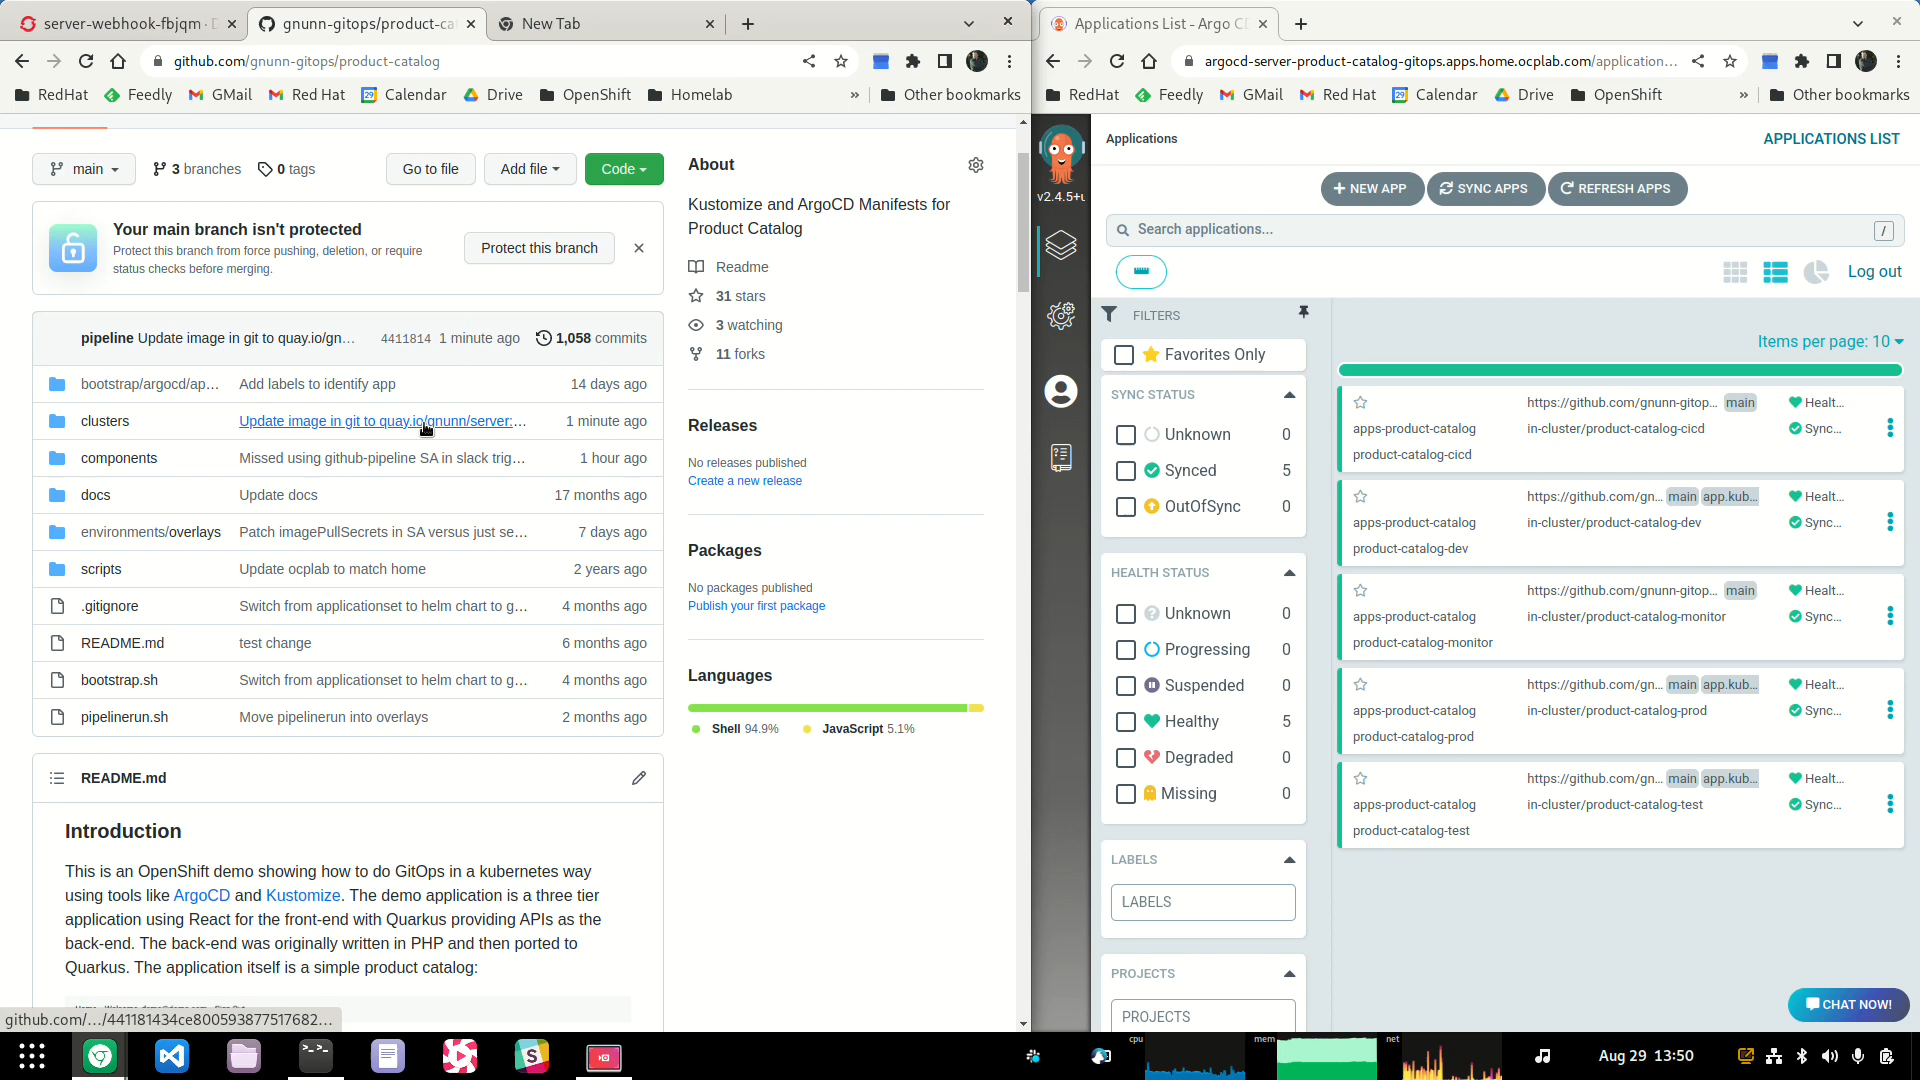 server-webhook-fbjqm · D
gnunn-gitops/product-ca
New Tab
github.com/gnunn-gitops/product-catalog
RedHat
Feedly
GMail
Red Hat
Calendar
Drive
OpenShift
Homelab
»
Other bookmarks
main
3 branches
0 tags
Go to file
Add file
Code
Your main branch isn't protected
Protect this branch from force pushing, deletion, or require
status checks before merging.
Protect this branch
pipeline Update image in git to quay.io/gn... 4411814 1 minute ago 1,058 commits
bootstrap/argocd/ap... Add labels to identify app 14 days ago
clusters Update image in git to quay.io/gnunn/server:... 1 minute ago
components Missed using github-pipeline SA in slack trig... 1 hour ago
docs Update docs 17 months ago
environments/overlays Patch imagePullSecrets in SA versus just se... 7 days ago
scripts Update ocplab to match home 2 years ago
.gitignore Switch from applicationset to helm chart to g... 4 months ago
README.md test change 6 months ago
bootstrap.sh Switch from applicationset to helm chart to g... 4 months ago
pipelinerun.sh Move pipelinerun into overlays 2 months ago
README.md
Introduction
This is an OpenShift demo showing how to do GitOps in a kubernetes way
using tools like ArgoCD and Kustomize. The demo application is a three tier
application using React for the front-end with Quarkus providing APIs as the
back-end. The back-end was originally written in PHP and then ported to
Quarkus. The application itself is a simple product catalog:
github.com/.../441181434ce800593877517682...
About
Kustomize and ArgoCD Manifests for
Product Catalog
Readme
31 stars
3 watching
11 forks
Releases
No releases published
Create a new release
Packages
No packages published
Publish your first package
Languages
Shell 94.9% JavaScript 5.1%
Applications List - Argo C
argocd-server-product-catalog-gitops.apps.home.ocplab.com/application...
RedHat
Feedly
GMail
Red Hat
Calendar
Drive
OpenShift
»
Other bookmarks
v2.4.5+u
Applications
APPLICATIONS LIST
NEW APP
SYNC APPS
REFRESH APPS
Search applications...
/
Log out
FILTERS
Favorites Only
SYNC STATUS
Unknown 0
Synced 5
OutOfSync 0
HEALTH STATUS
Unknown 0
Progressing 0
Suspended 0
Healthy 5
Degraded 0
Missing 0
LABELS
LABELS
PROJECTS
PROJECTS
Items per page: 10
https://github.com/gnunn-gitop... main Healt...
apps-product-catalog in-cluster/product-catalog-cicd Sync...
product-catalog-cicd
https://github.com/gn... main app.kub... Healt...
apps-product-catalog in-cluster/product-catalog-dev Sync...
product-catalog-dev
https://github.com/gnunn-gitop... main Healt...
apps-product-catalog in-cluster/product-catalog-monitor Sync...
product-catalog-monitor
https://github.com/gn... main app.kub... Healt...
apps-product-catalog in-cluster/product-catalog-prod Sync...
product-catalog-prod
https://github.com/gn... main app.kub... Healt...
apps-product-catalog in-cluster/product-catalog-test Sync...
product-catalog-test
CHAT NOW!
cpu
mem
net
Aug 29 13:50